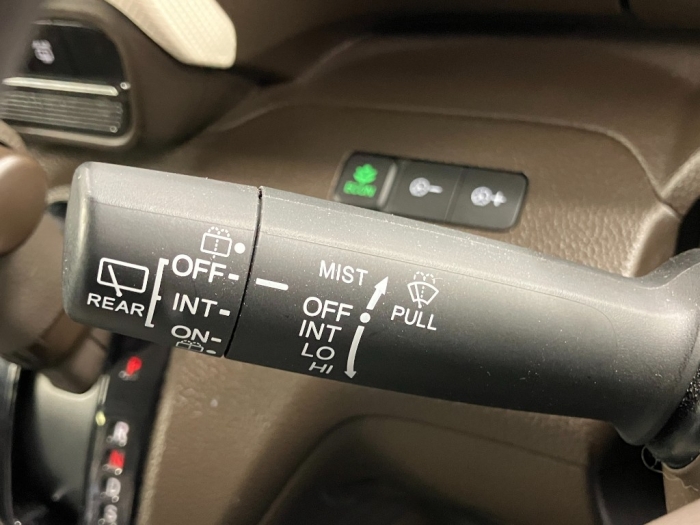 ECON
MIST
OFF
INT
LO
HI
PULL
REAR
OFF
INT
ON